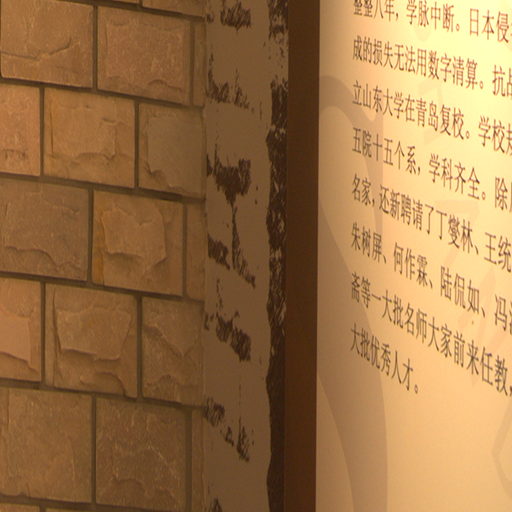 整整八年，学脉中断。日本侵
成的损失无法用数字清算。抗战
立山东大学在青岛复校。学校规
五院十五个系，学科齐全。除
名家，还新聘请了丁燮林、王统
朱树屏、何作霖、陆侃如、冯
斋等一大批名师大家前来任教，
大批优秀人才。